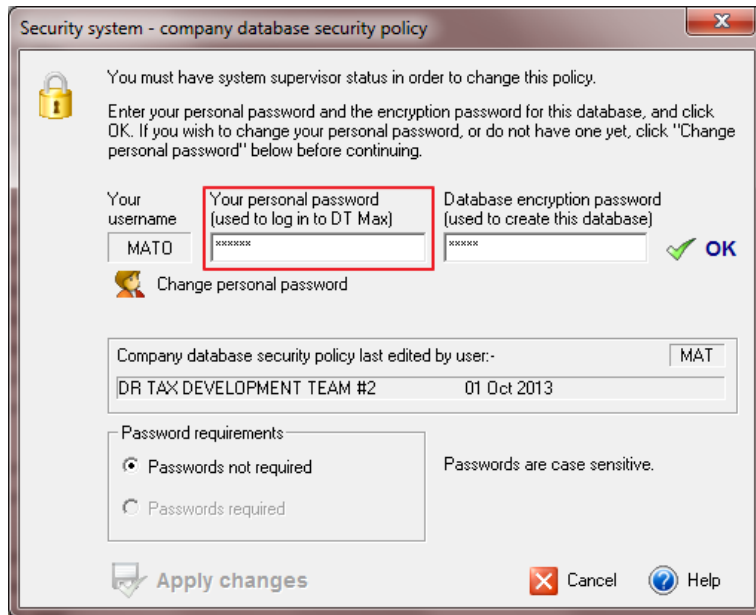 Security system - company database security policy
You must have system supervisor status in order to change this policy.
Enter your personal password and the encryption password for this database, and click
OK. If you wish to change your personal password, or do not have one yet, click "Change
personal password" below before continuing.
Your
username
Your personal password
(used to log in to DT Max)
Database encryption password
(used to create this database)
MATO
××××××
×××××
OK
Change personal password
Company database security policy last edited by user:-
MAT
DR TAX DEVELOPMENT TEAM #2 01 Oct 2013
Password requirements
Passwords not required
Passwords are case sensitive.
Passwords required
Apply changes
Cancel
Help